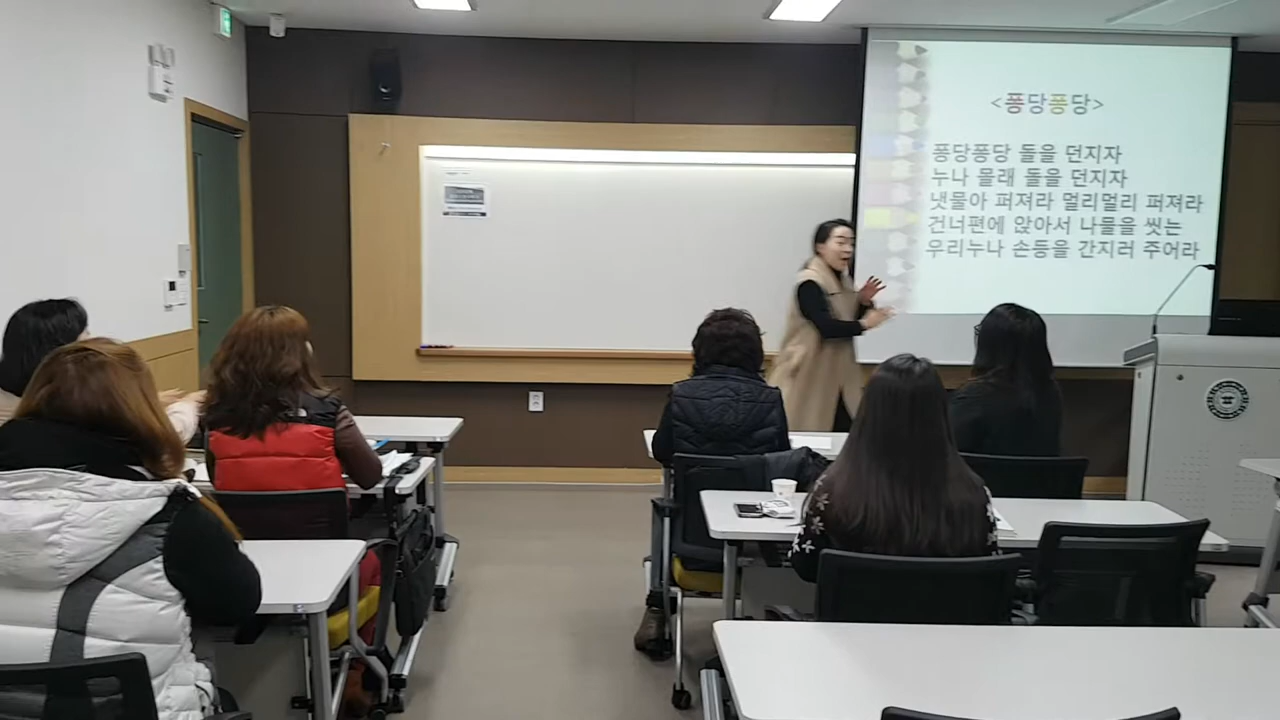 <퐁당퐁당>
퐁당퐁당 돌을 던지자
누나 몰래 돌을 던지자
냇물아 퍼져라 멀리멀리 퍼져라
건너편에 앉아서 나물을 씻는
우리누나 손등을 간지러 주어라